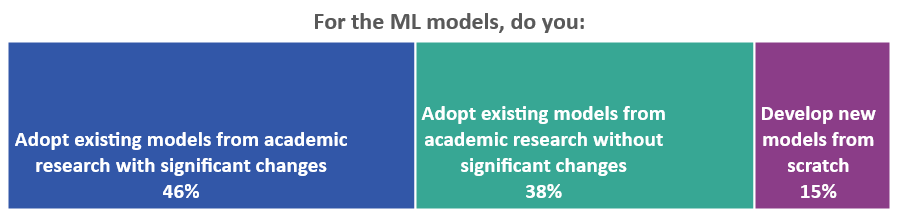 For the ML models, do you:
Adopt existing models from academic
research with significant changes
46%
Adopt existing models from
academic research without
significant changes
38%
Develop new
models from
scratch
15%